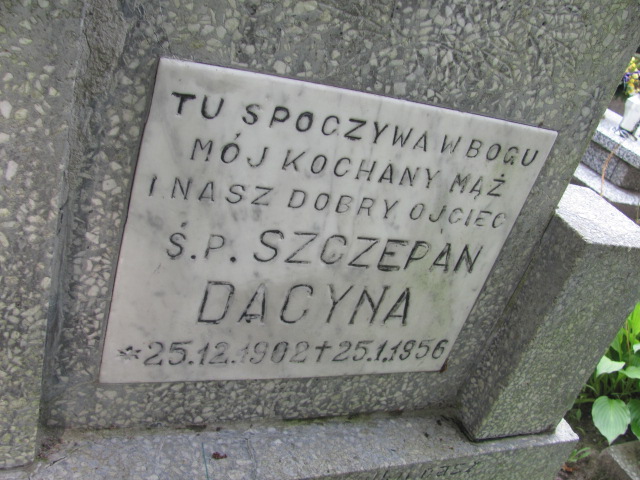 TU SPOCZYWA W BOGU
MÓJ KOCHANY MĄŻ
I NASZ DOBRY OJCIEC
Ś.P. SZCZEPAN
DACYNA
*25.12.1902+25.1.1956